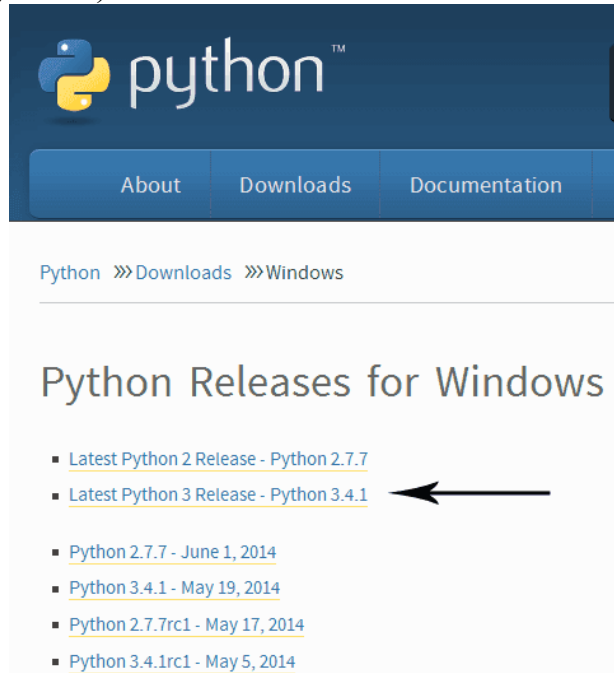 python™
About Downloads Documentation
Python »» Downloads »» Windows
Python Releases for Windows
Latest Python 2 Release - Python 2.7.7
Latest Python 3 Release - Python 3.4.1
Python 2.7.7 - June 1, 2014
Python 3.4.1 - May 19, 2014
Python 2.7.7rc1 - May 17, 2014
Python 3.4.1rc1 - May 5, 2014